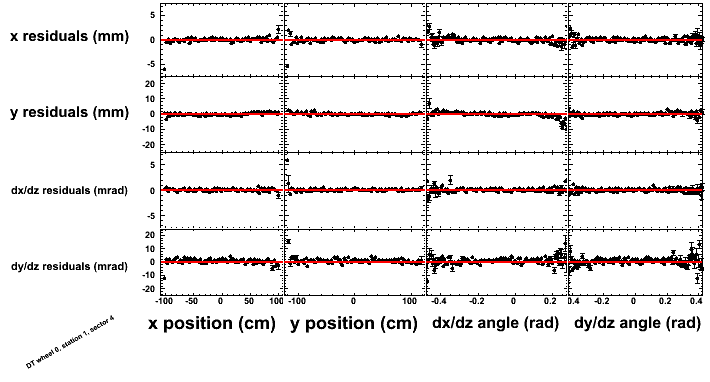 x residuals (mm)
5
0
-5
y residuals (mm)
20
10
0
-10
-20
dx/dz residuals (mrad)
5
0
-5
dy/dz residuals (mrad)
20
10
0
-10
-20
-100 -50 0 50 100 -100 0 100 -0.4 -0.2 0 0.2 0.4 -0.2 0 0.2 0.4
x position (cm) y position (cm) dx/dz angle (rad) dy/dz angle (rad)
DT wheel 0, station 1, sector 4